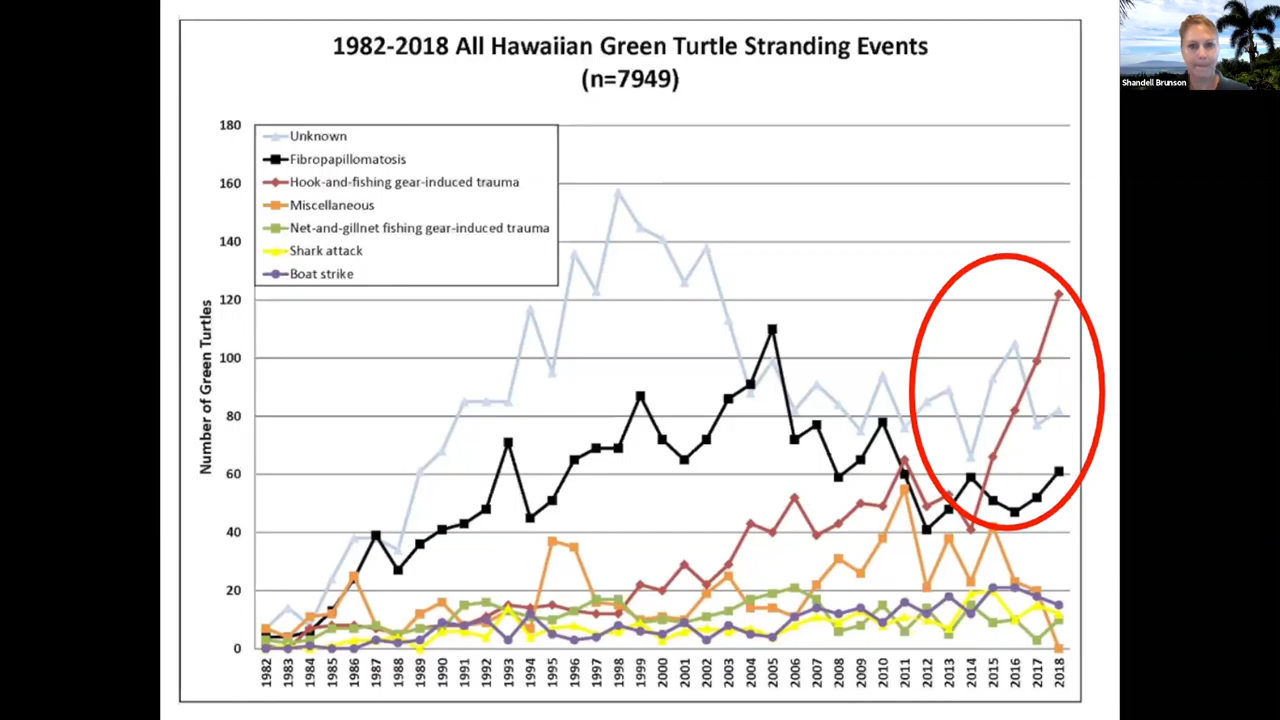 1982-2018 All Hawaiian Green Turtle Stranding Events
(n=7949)
Shandell Brunson
Number of Green Turtles
180
160
140
120
100
80
60
40
20
0
Unknown
Fibropapillomatosis
Hook-and-fishing gear-induced trauma
Miscellaneous
Net-and-gillnet fishing gear-induced trauma
Shark attack
Boat strike
1982 1983 1984 1985 1986 1987 1988 1989 1990 1991 1992 1993 1994 1995 1996 1997 1998 1999 2000 2001 2002 2003 2004 2005 2006 2007 2008 2009 2010 2011 2012 2013 2014 2015 2016 2017 2018